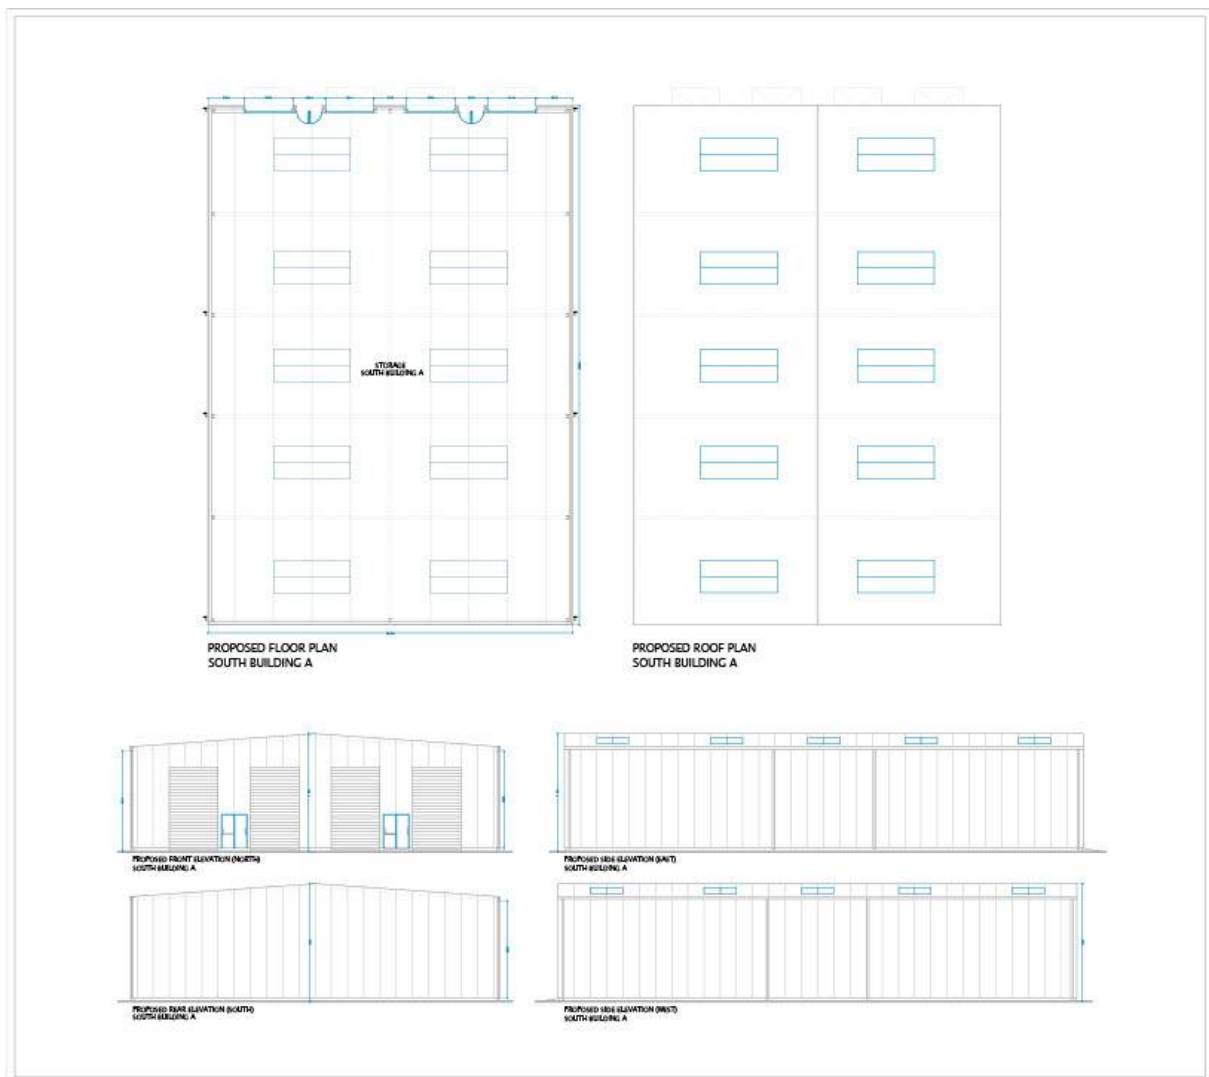 STORAGE
SOUTH BUILDING A
PROPOSED FLOOR PLAN
SOUTH BUILDING A
PROPOSED ROOF PLAN
SOUTH BUILDING A
PROPOSED FRONT ELEVATION (NORTH)
SOUTH BUILDING A
PROPOSED SIDE ELEVATION (EAST)
SOUTH BUILDING A
PROPOSED REAR ELEVATION (SOUTH)
SOUTH BUILDING A
PROPOSED SIDE ELEVATION (WEST)
SOUTH BUILDING A